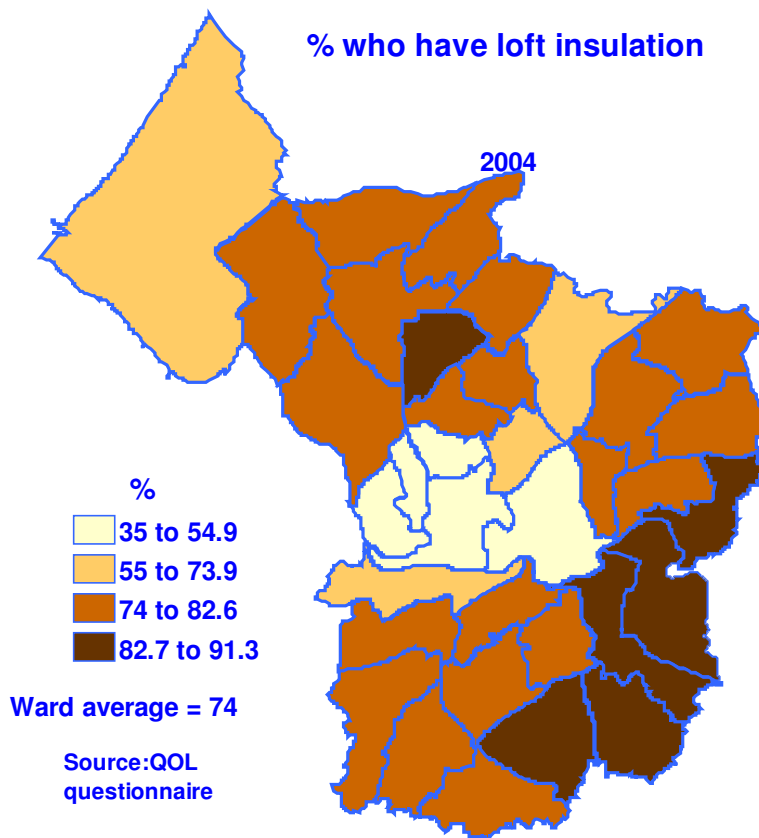 % who have loft insulation
2004
%
35 to 54.9
55 to 73.9
74 to 82.6
82.7 to 91.3
Ward average = 74
Source:QOL
questionnaire